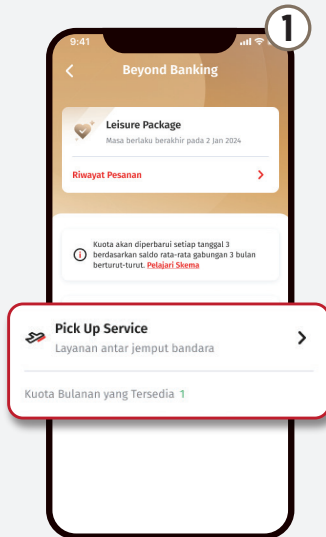 1
9:41
Beyond Banking
Leisure Package
Masa berlaku berakhir pada 2 Jan 2024
Riwayat Pesanan
Kuota akan diperbarui setiap tanggal 3
berdasarkan saldo rata-rata gabungan 3 bulan
berturut-turut. Pelajari Skema
Pick Up Service
Layanan antar jemput bandara
Kuota Bulanan yang Tersedia 1